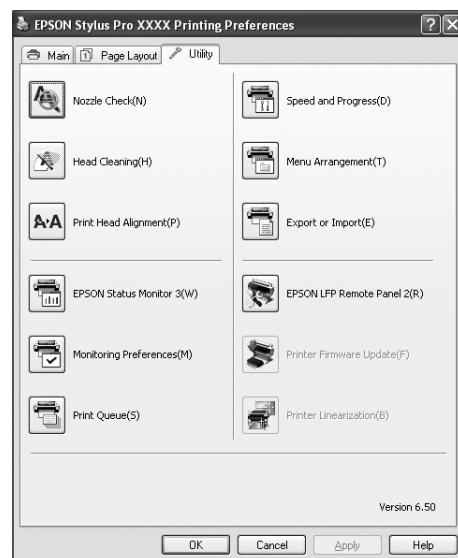 EPSON Stylus Pro XXXX Printing Preferences
Main
Page Layout
Utility
Nozzle Check(N)
Speed and Progress(D)
Head Cleaning(H)
Menu Arrangement(T)
A A
Print Head Alignment(P)
Export or Import(E)
EPSON Status Monitor 3(W)
EPSON LFP Remote Panel 2(R)
Monitoring Preferences(M)
Printer Firmware Update(F)
Print Queue(S)
Printer Linearization(B)
Version 6.50
OK
Cancel
Apply
Help